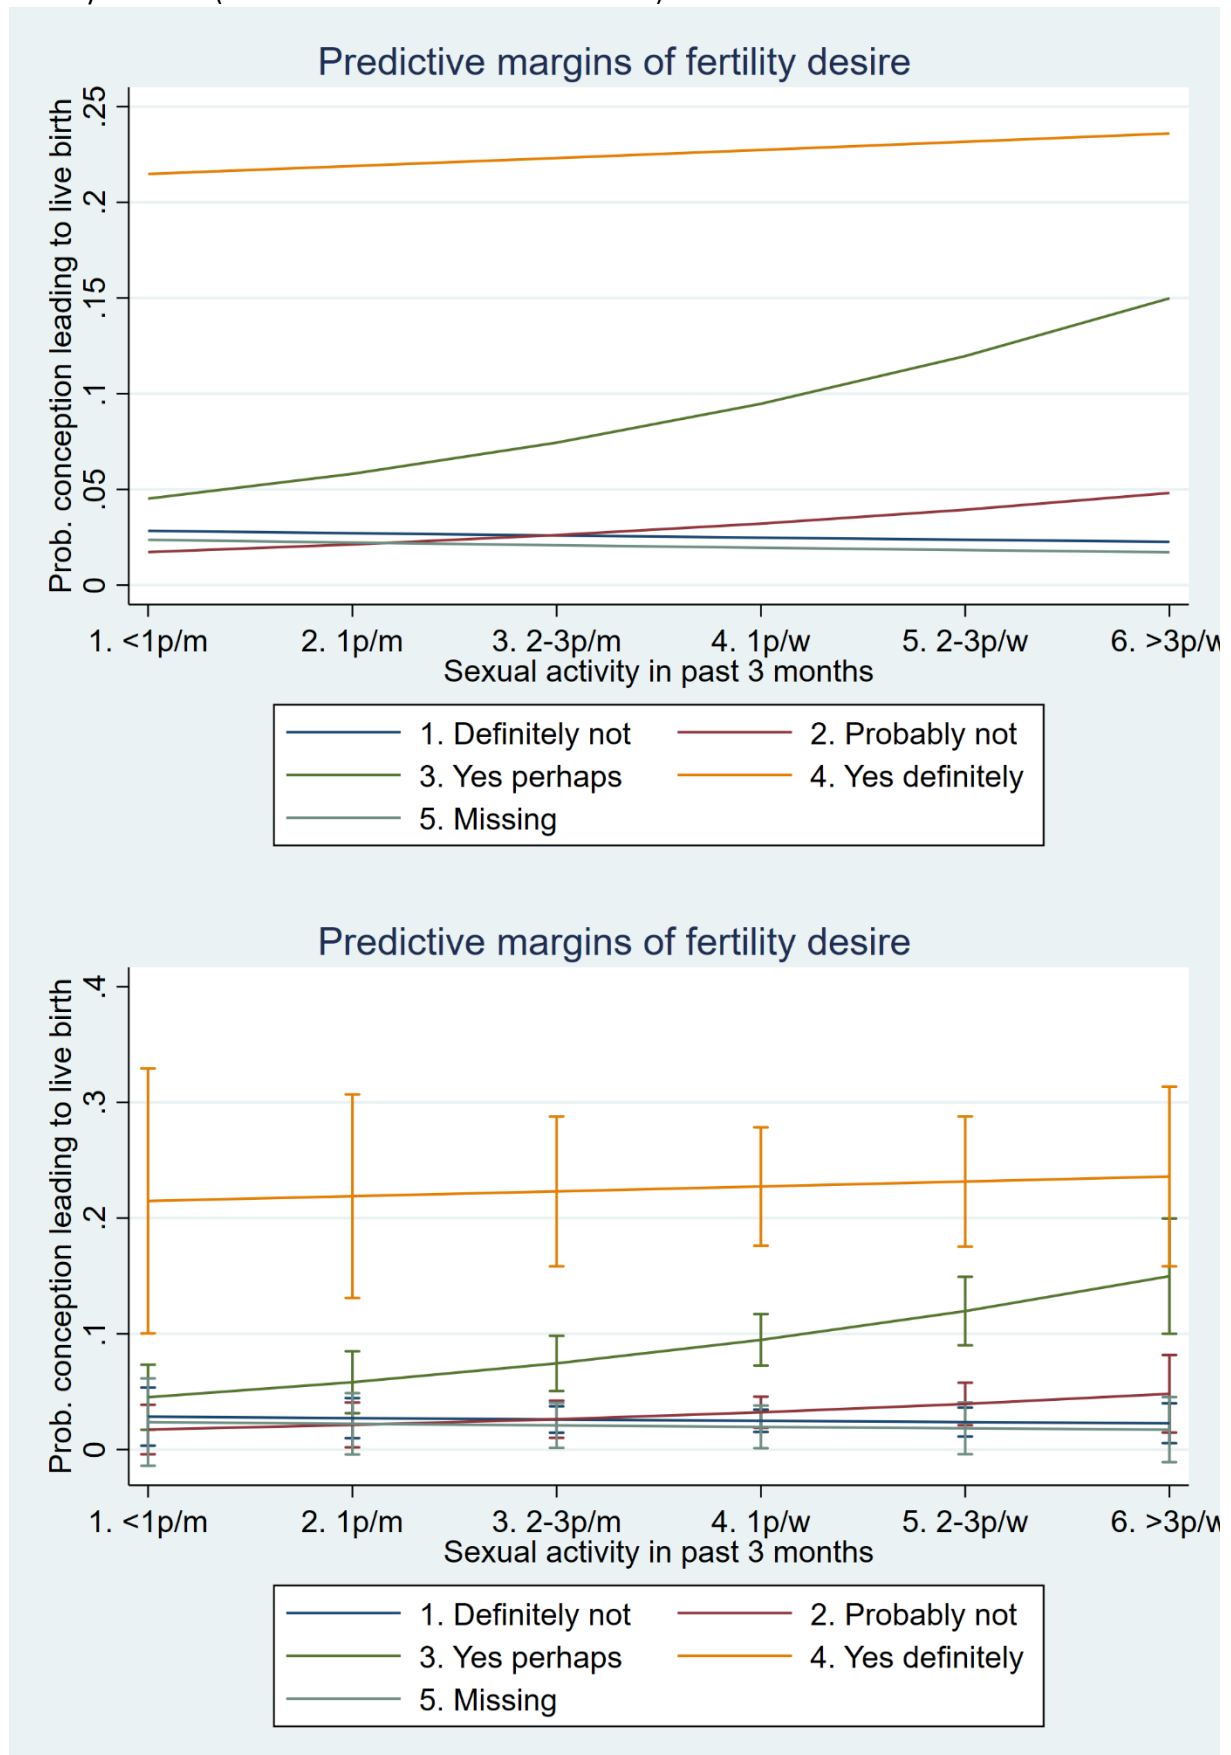 Predictive margins of fertility desire
Prob. conception leading to live birth
.25
.2
.15
.1
.05
0
1. <1p/m 2. 1p/m 3. 2-3p/m 4. 1p/w 5. 2-3p/w 6. >3p/w
Sexual activity in past 3 months
1. Definitely not 2. Probably not
3. Yes perhaps 4. Yes definitely
5. Missing
Predictive margins of fertility desire
Prob. conception leading to live birth
.4
.3
.2
.1
0
1. <1p/m 2. 1p/m 3. 2-3p/m 4. 1p/w 5. 2-3p/w 6. >3p/w
Sexual activity in past 3 months
1. Definitely not 2. Probably not
3. Yes perhaps 4. Yes definitely
5. Missing